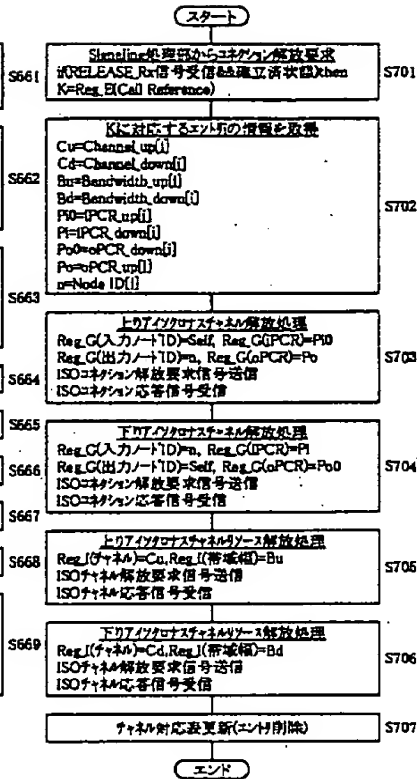 スタート
Signaling処理部からコネクション解放要求
if(RELEASE_Rx信号受信&&確立済状態)then
K=Reg_E(Call Reference)
S701
Kに対応するエントリiの情報を取得
Cu=Channel_up[i]
Cd=Channel_down[i]
Bu=Bandwidth_up[i]
Bd=Bandwidth_down[i]
Pi0=iPCR_up[i]
Pi=iPCR_down[i]
Po0=oPCR_down[i]
Po=oPCR_up[i]
n=Node ID[i]
S702
上りアイソクロナスチャネル解放処理
Reg_G(入力ノードID)=Self, Reg_G(iPCR)=Pi0
Reg_G(出力ノードID)=n, Reg_G(oPCR)=Po
ISOコネクション解放要求信号送信
ISOコネクション応答信号受信
S703
下りアイソクロナスチャネル解放処理
Reg_G(入力ノードID)=n, Reg_G(iPCR)=Pi
Reg_G(出力ノードID)=Self, Reg_G(oPCR)=Po0
ISOコネクション解放要求信号送信
ISOコネクション応答信号受信
S704
上りアイソクロナスチャネルリソース解放処理
Reg_I(チャネル)=Cu,Reg_I(帯域幅)=Bu
ISOチャネル解放要求信号送信
ISOチャネル応答信号受信
S705
下りアイソクロナスチャネルリソース解放処理
Reg_I(チャネル)=Cd,Reg_I(帯域幅)=Bd
ISOチャネル解放要求信号送信
ISOチャネル応答信号受信
S706
チャネル対応表更新(エントリi削除)
S707
エンド
S661
S662
S663
S664
S665
S666
S667
S668
S669